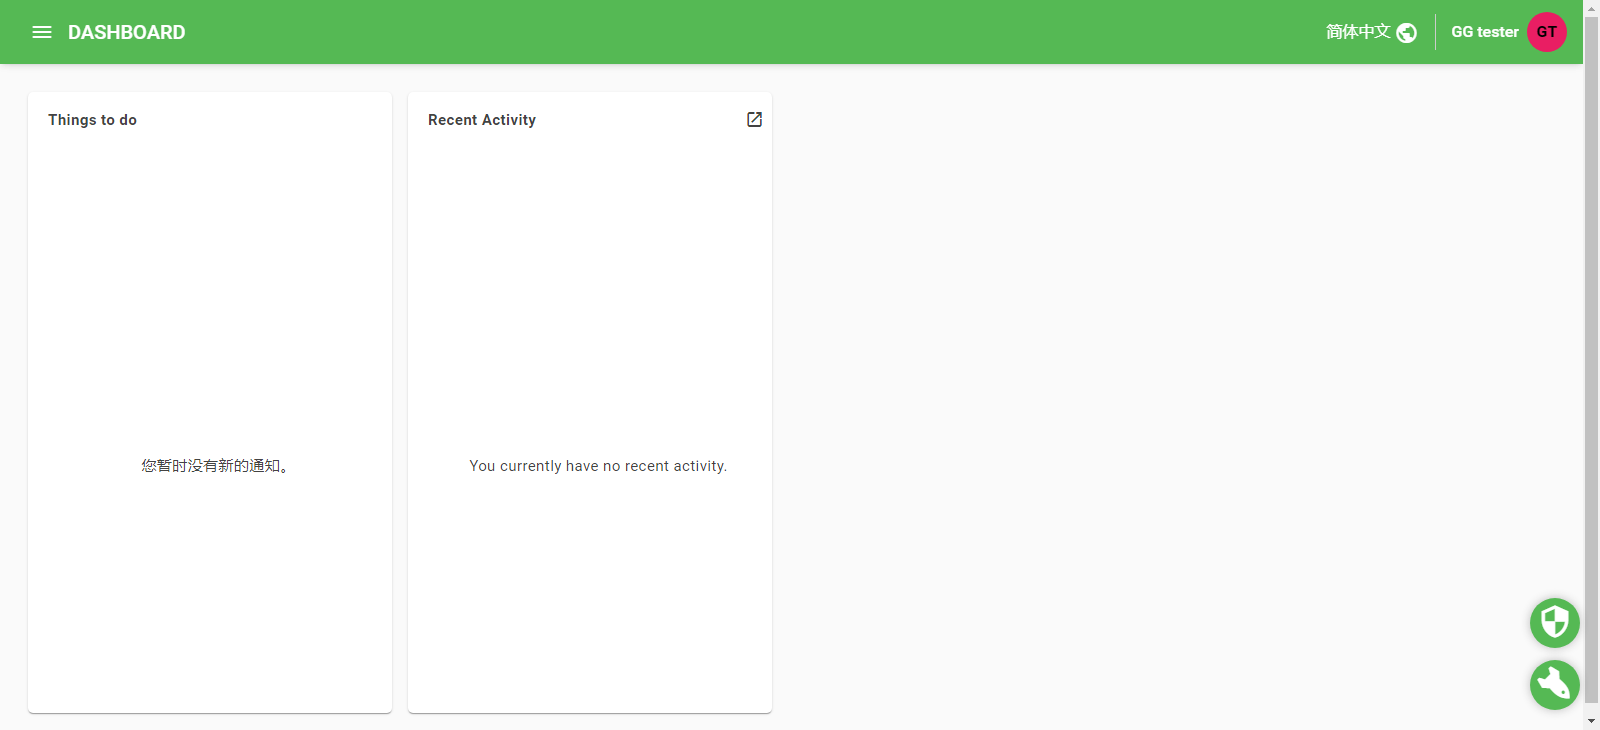 DASHBOARD
简体中文
GG tester
GT
Things to do
Recent Activity
您暂时没有新的通知。
You currently have no recent activity.